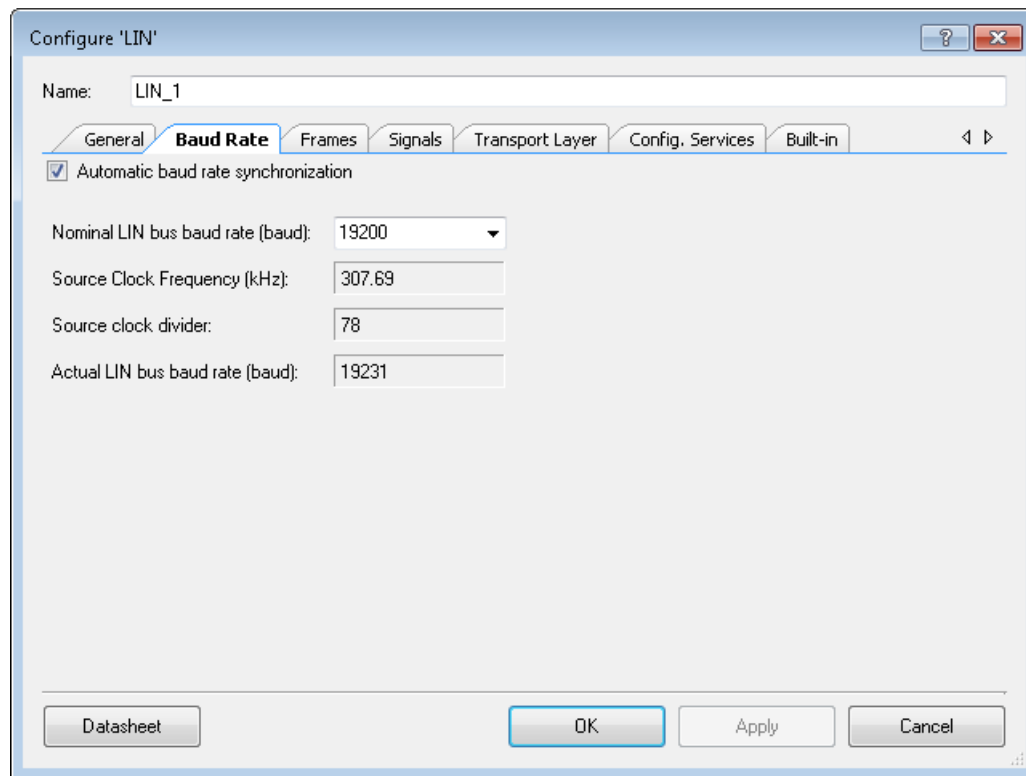 Configure 'LIN'
Name: LIN_1
General Baud Rate Frames Signals Transport Layer Config. Services Built-in
Automatic baud rate synchronization
Nominal LIN bus baud rate (baud): 19200
Source Clock Frequency (kHz): 307.69
Source clock divider: 78
Actual LIN bus baud rate (baud): 19231
Datasheet OK Apply Cancel